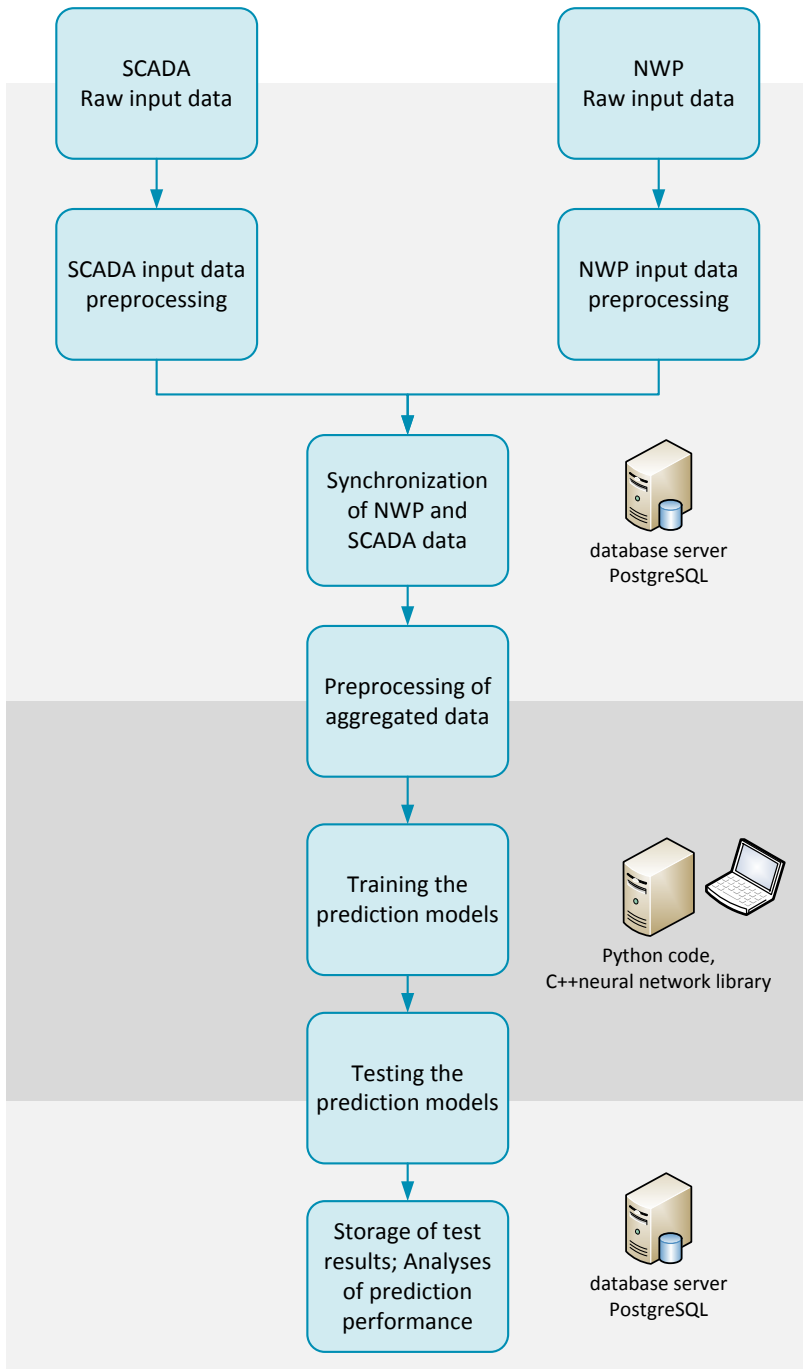 SCADA
Raw input data
NWP
Raw input data
SCADA input data
preprocessing
NWP input data
preprocessing
Synchronization
of NWP and
SCADA data
database server
PostgreSQL
Preprocessing of
aggregated data
Training the
prediction models
Python code,
C++neural network library
Testing the
prediction models
Storage of test
results; Analyses
of prediction
performance
database server
PostgreSQL